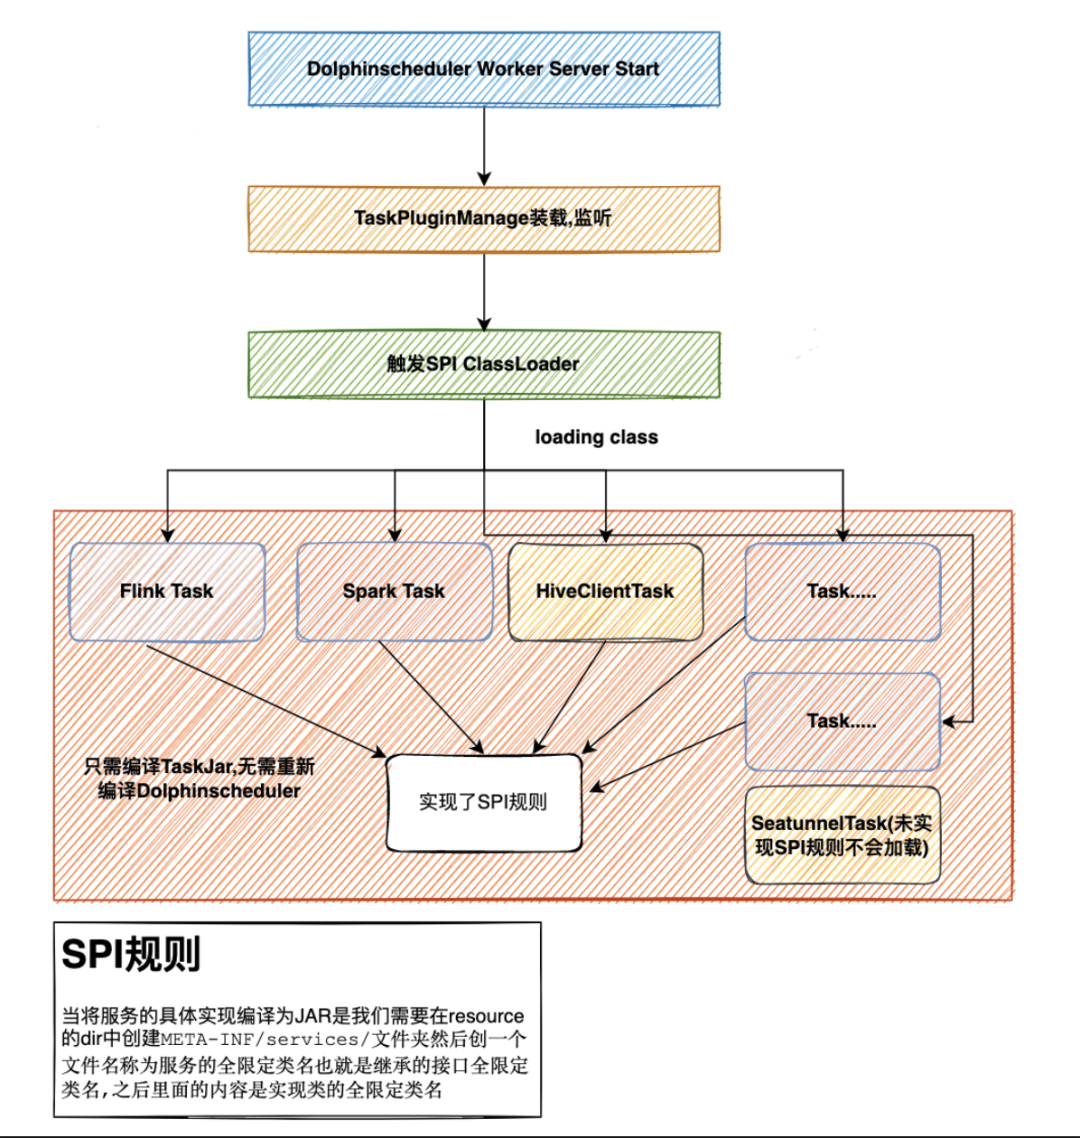 Dolphinscheduler Worker Server Start
TaskPluginManage装载,监听
触发SPI ClassLoader
loading class
Flink Task
Spark Task
HiveClientTask
Task.....
Task.....
只需编译TaskJar,无需重新
编译Dolphinscheduler
实现了SPI规则
SeatunnelTask(未实
现SPI规则不会加载)
SPI规则
当将服务的具体实现编译为JAR是我们需要在resource
的dir中创建META-INF/services/文件夹然后创一个
文件名称为服务的全限定类名也就是继承的接口全限定
类名,之后里面的内容是实现类的全限定类名